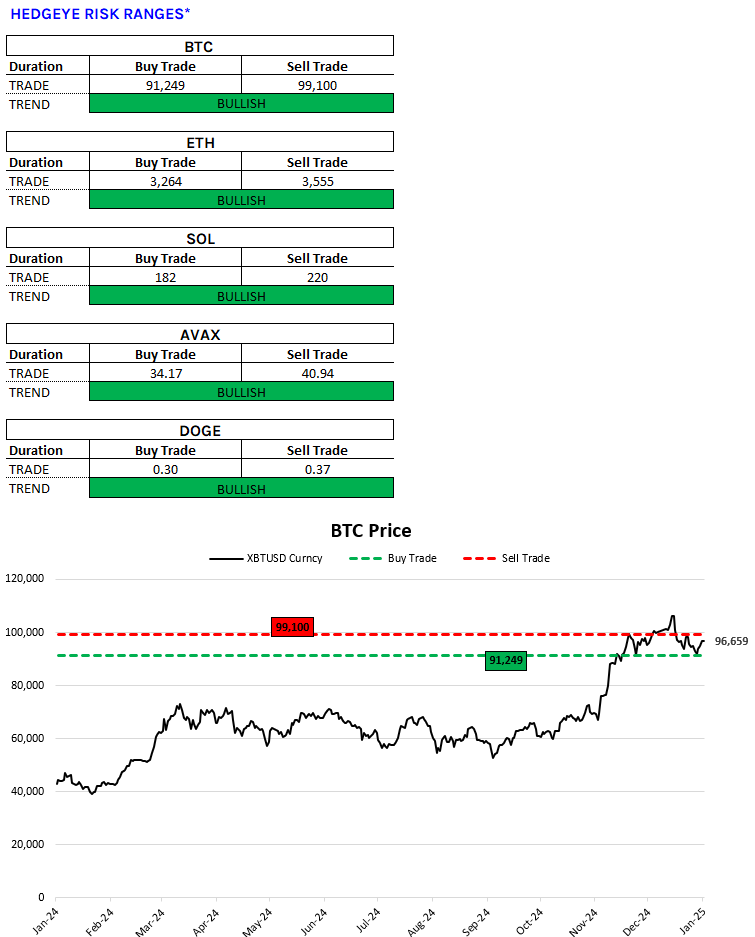 HEDGEYE RISK RANGES*
BTC
Duration Buy Trade Sell Trade
TRADE 91,249 99,100
TREND BULLISH
ETH
Duration Buy Trade Sell Trade
TRADE 3,264 3,555
TREND BULLISH
SOL
Duration Buy Trade Sell Trade
TRADE 182 220
TREND BULLISH
AVAX
Duration Buy Trade Sell Trade
TRADE 34.17 40.94
TREND BULLISH
DOGE
Duration Buy Trade Sell Trade
TRADE 0.30 0.37
TREND BULLISH
BTC Price
XBTUSD Curncy Buy Trade Sell Trade
120,000
99,100
100,000
96,659
91,249
80,000
60,000
40,000
20,000
0
Jan-24 Feb-24 Mar-24 Apr-24 May-24 Jun-24 Jul-24 Aug-24 Sep-24 Oct-24 Nov-24 Dec-24 Jan-25